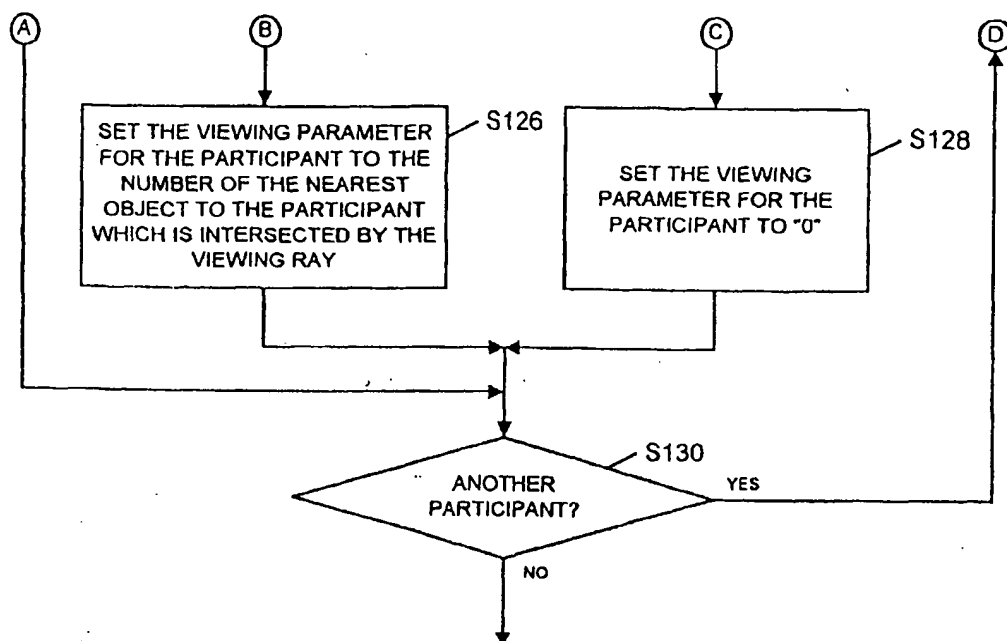 A
B
C
D
SET THE VIEWING PARAMETER
FOR THE PARTICIPANT TO THE
NUMBER OF THE NEAREST
OBJECT TO THE PARTICIPANT
WHICH IS INTERSECTED BY THE
VIEWING RAY
S126
SET THE VIEWING
PARAMETER FOR THE
PARTICIPANT TO "0"
S128
ANOTHER
PARTICIPANT?
S130
YES
NO